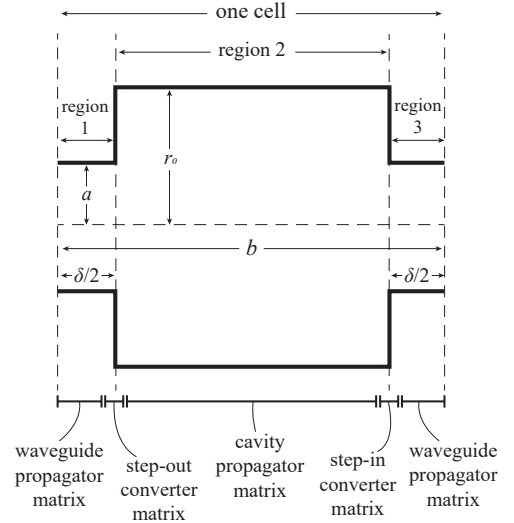 one cell
region 2
region
1
region
3
rₒ
a
b
δ/2
δ/2
waveguide
propagator
matrix
step-out
converter
matrix
cavity
propagator
matrix
step-in
converter
matrix
waveguide
propagator
matrix